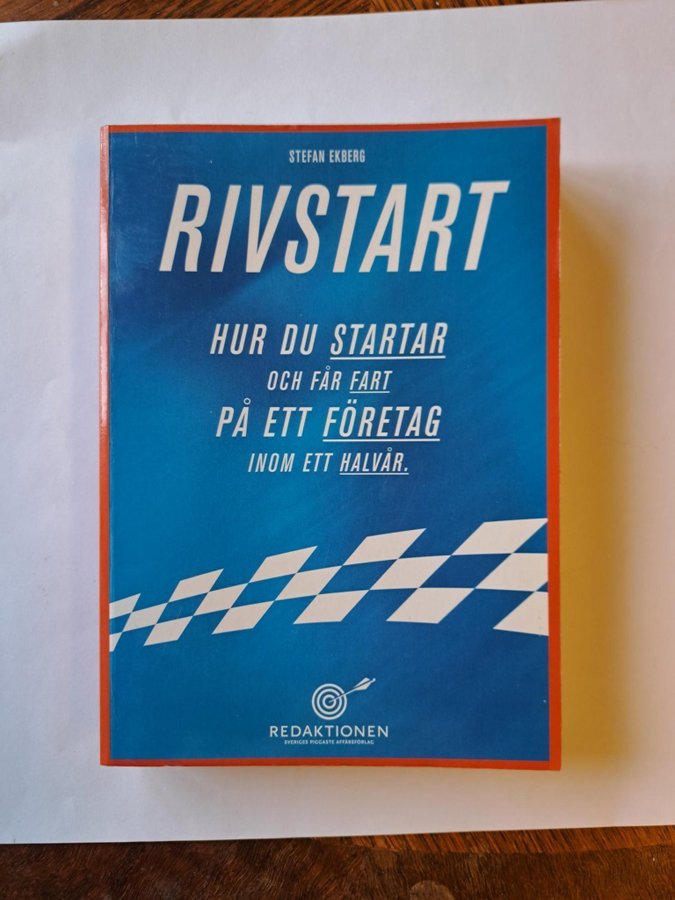 STEFAN EKBERG
RIVSTART
HUR DU STARTAR
OCH FÅR FART
PÅ ETT FÖRETAG
INOM ETT HALVÅR.
REDAKTIONEN
SVERIGES PIGGASTE AFFÄRSFÖRLAG